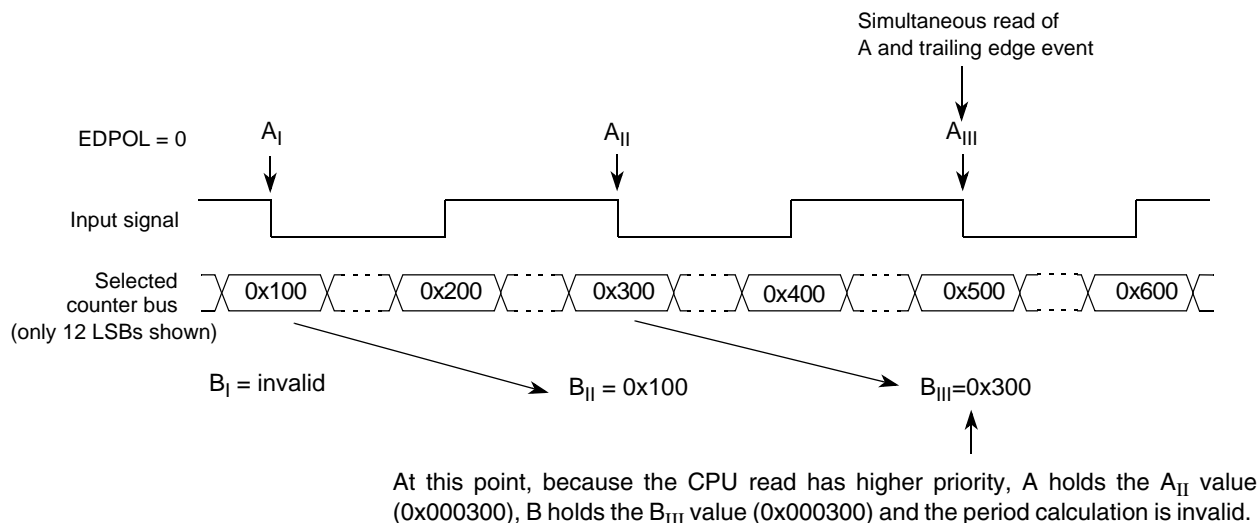 Simultaneous read of
A and trailing edge event
EDPOL = 0
A_I
A_II
A_III
Input signal
Selected
counter bus
(only 12 LSBs shown)
0x100
0x200
0x300
0x400
0x500
0x600
B_I = invalid
B_II = 0x100
B_III=0x300
At this point, because the CPU read has higher priority, A holds the A_II value
(0x000300), B holds the B_III value (0x000300) and the period calculation is invalid.